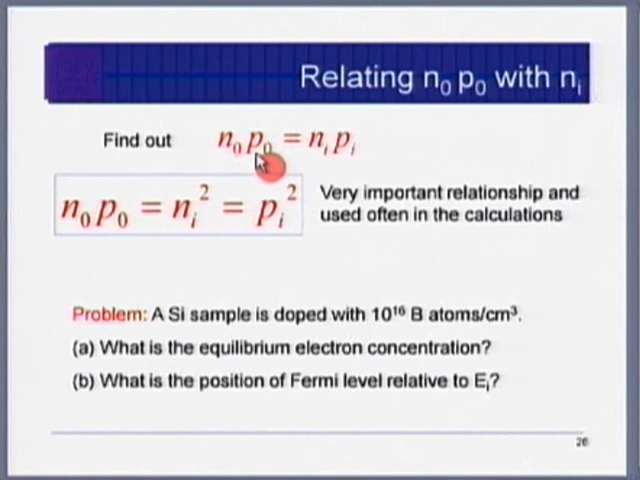 Relating n₀ p₀ with nᵢ
Find out n₀p₀ = nᵢpᵢ
n₀p₀ = nᵢ² = pᵢ²
Very important relationship and
used often in the calculations
Problem: A Si sample is doped with 10¹⁶ B atoms/cm³.
(a) What is the equilibrium electron concentration?
(b) What is the position of Fermi level relative to Eᵢ?
26